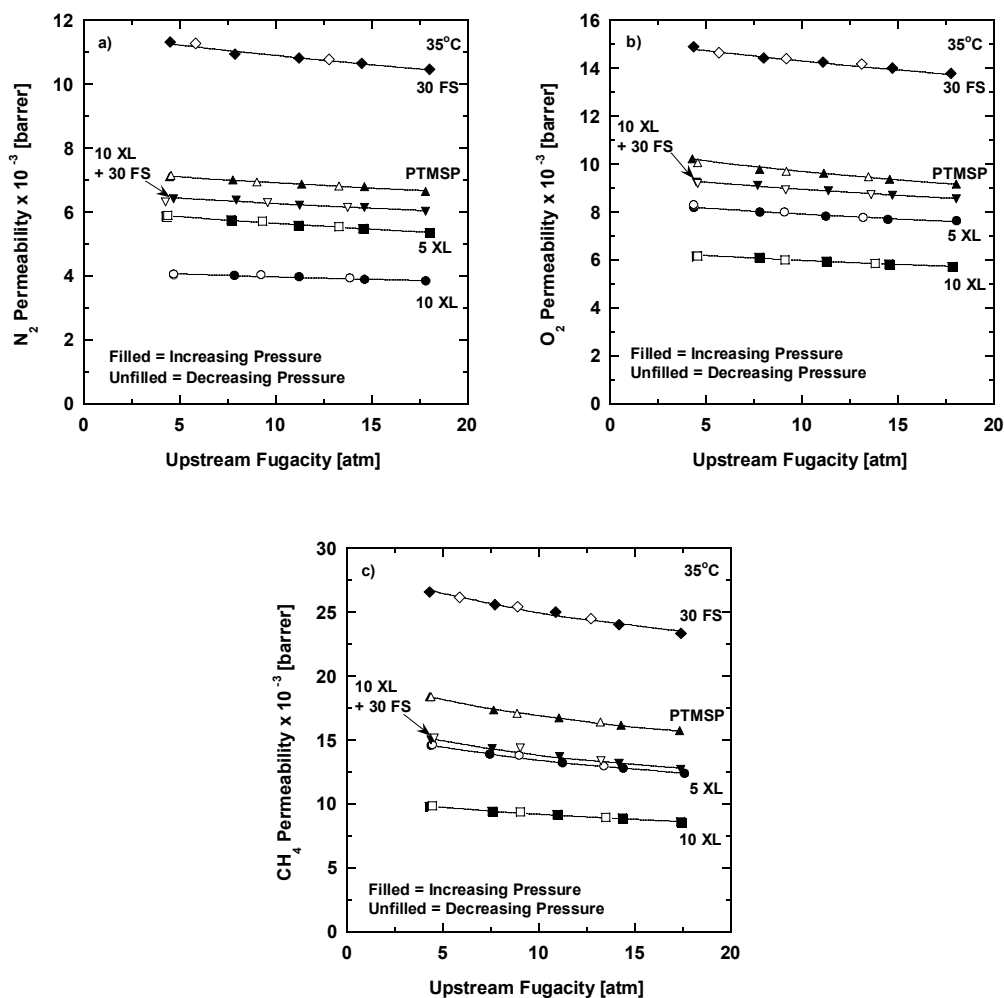 a)
35°C
30 FS
10 XL
+ 30 FS
PTMSP
5 XL
10 XL
Filled = Increasing Pressure
Unfilled = Decreasing Pressure
N₂ Permeability x 10⁻³ [barrer]
0
2
4
6
8
10
12
0
5
10
15
20
Upstream Fugacity [atm]
b)
35°C
30 FS
10 XL
+ 30 FS
PTMSP
5 XL
10 XL
Filled = Increasing Pressure
Unfilled = Decreasing Pressure
O₂ Permeability x 10⁻³ [barrer]
0
2
4
6
8
10
12
14
16
0
5
10
15
20
Upstream Fugacity [atm]
c)
35°C
30 FS
10 XL
+ 30 FS
PTMSP
5 XL
10 XL
Filled = Increasing Pressure
Unfilled = Decreasing Pressure
CH₄ Permeability x 10⁻³ [barrer]
0
5
10
15
20
25
30
0
5
10
15
20
Upstream Fugacity [atm]